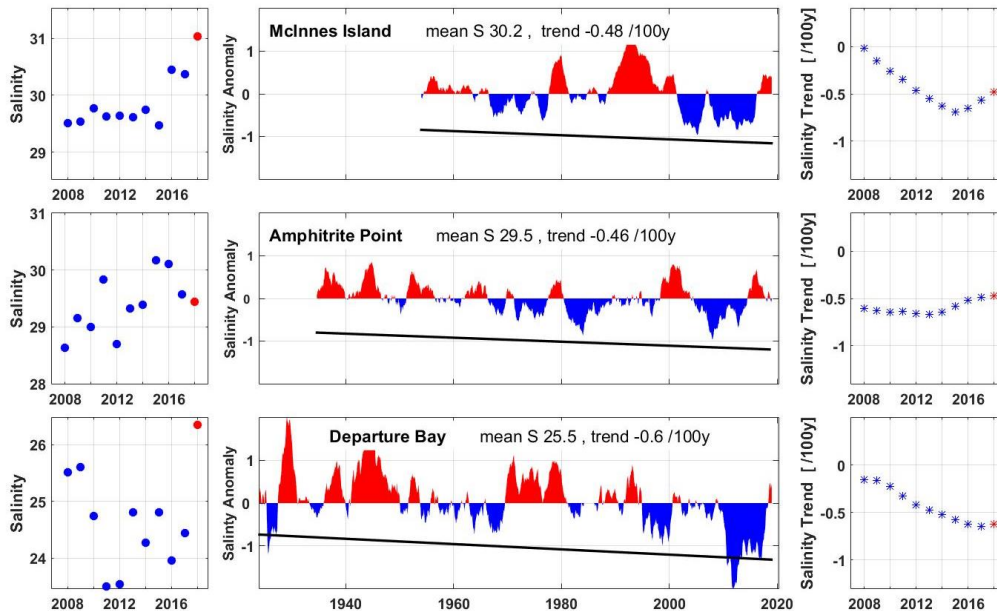 McInnes Island mean S 30.2 , trend -0.48 /100y
Salinity
31
30
29
2008 2012 2016
Salinity Anomaly
1
0
-1
Salinity Trend [ /100y]
0
-0.5
-1
2008 2012 2016
Amphitrite Point mean S 29.5 , trend -0.46 /100y
Salinity
31
30
29
28
2008 2012 2016
Salinity Anomaly
1
0
-1
1940 1960 1980 2000
Salinity Trend [ /100y]
0
-0.5
-1
2008 2012 2016
Departure Bay mean S 25.5 , trend -0.6 /100y
Salinity
26
25
24
2008 2012 2016
Salinity Anomaly
1
0
-1
1940 1960 1980 2000 2020
Salinity Trend [ /100y]
0
-0.5
-1
2008 2012 2016